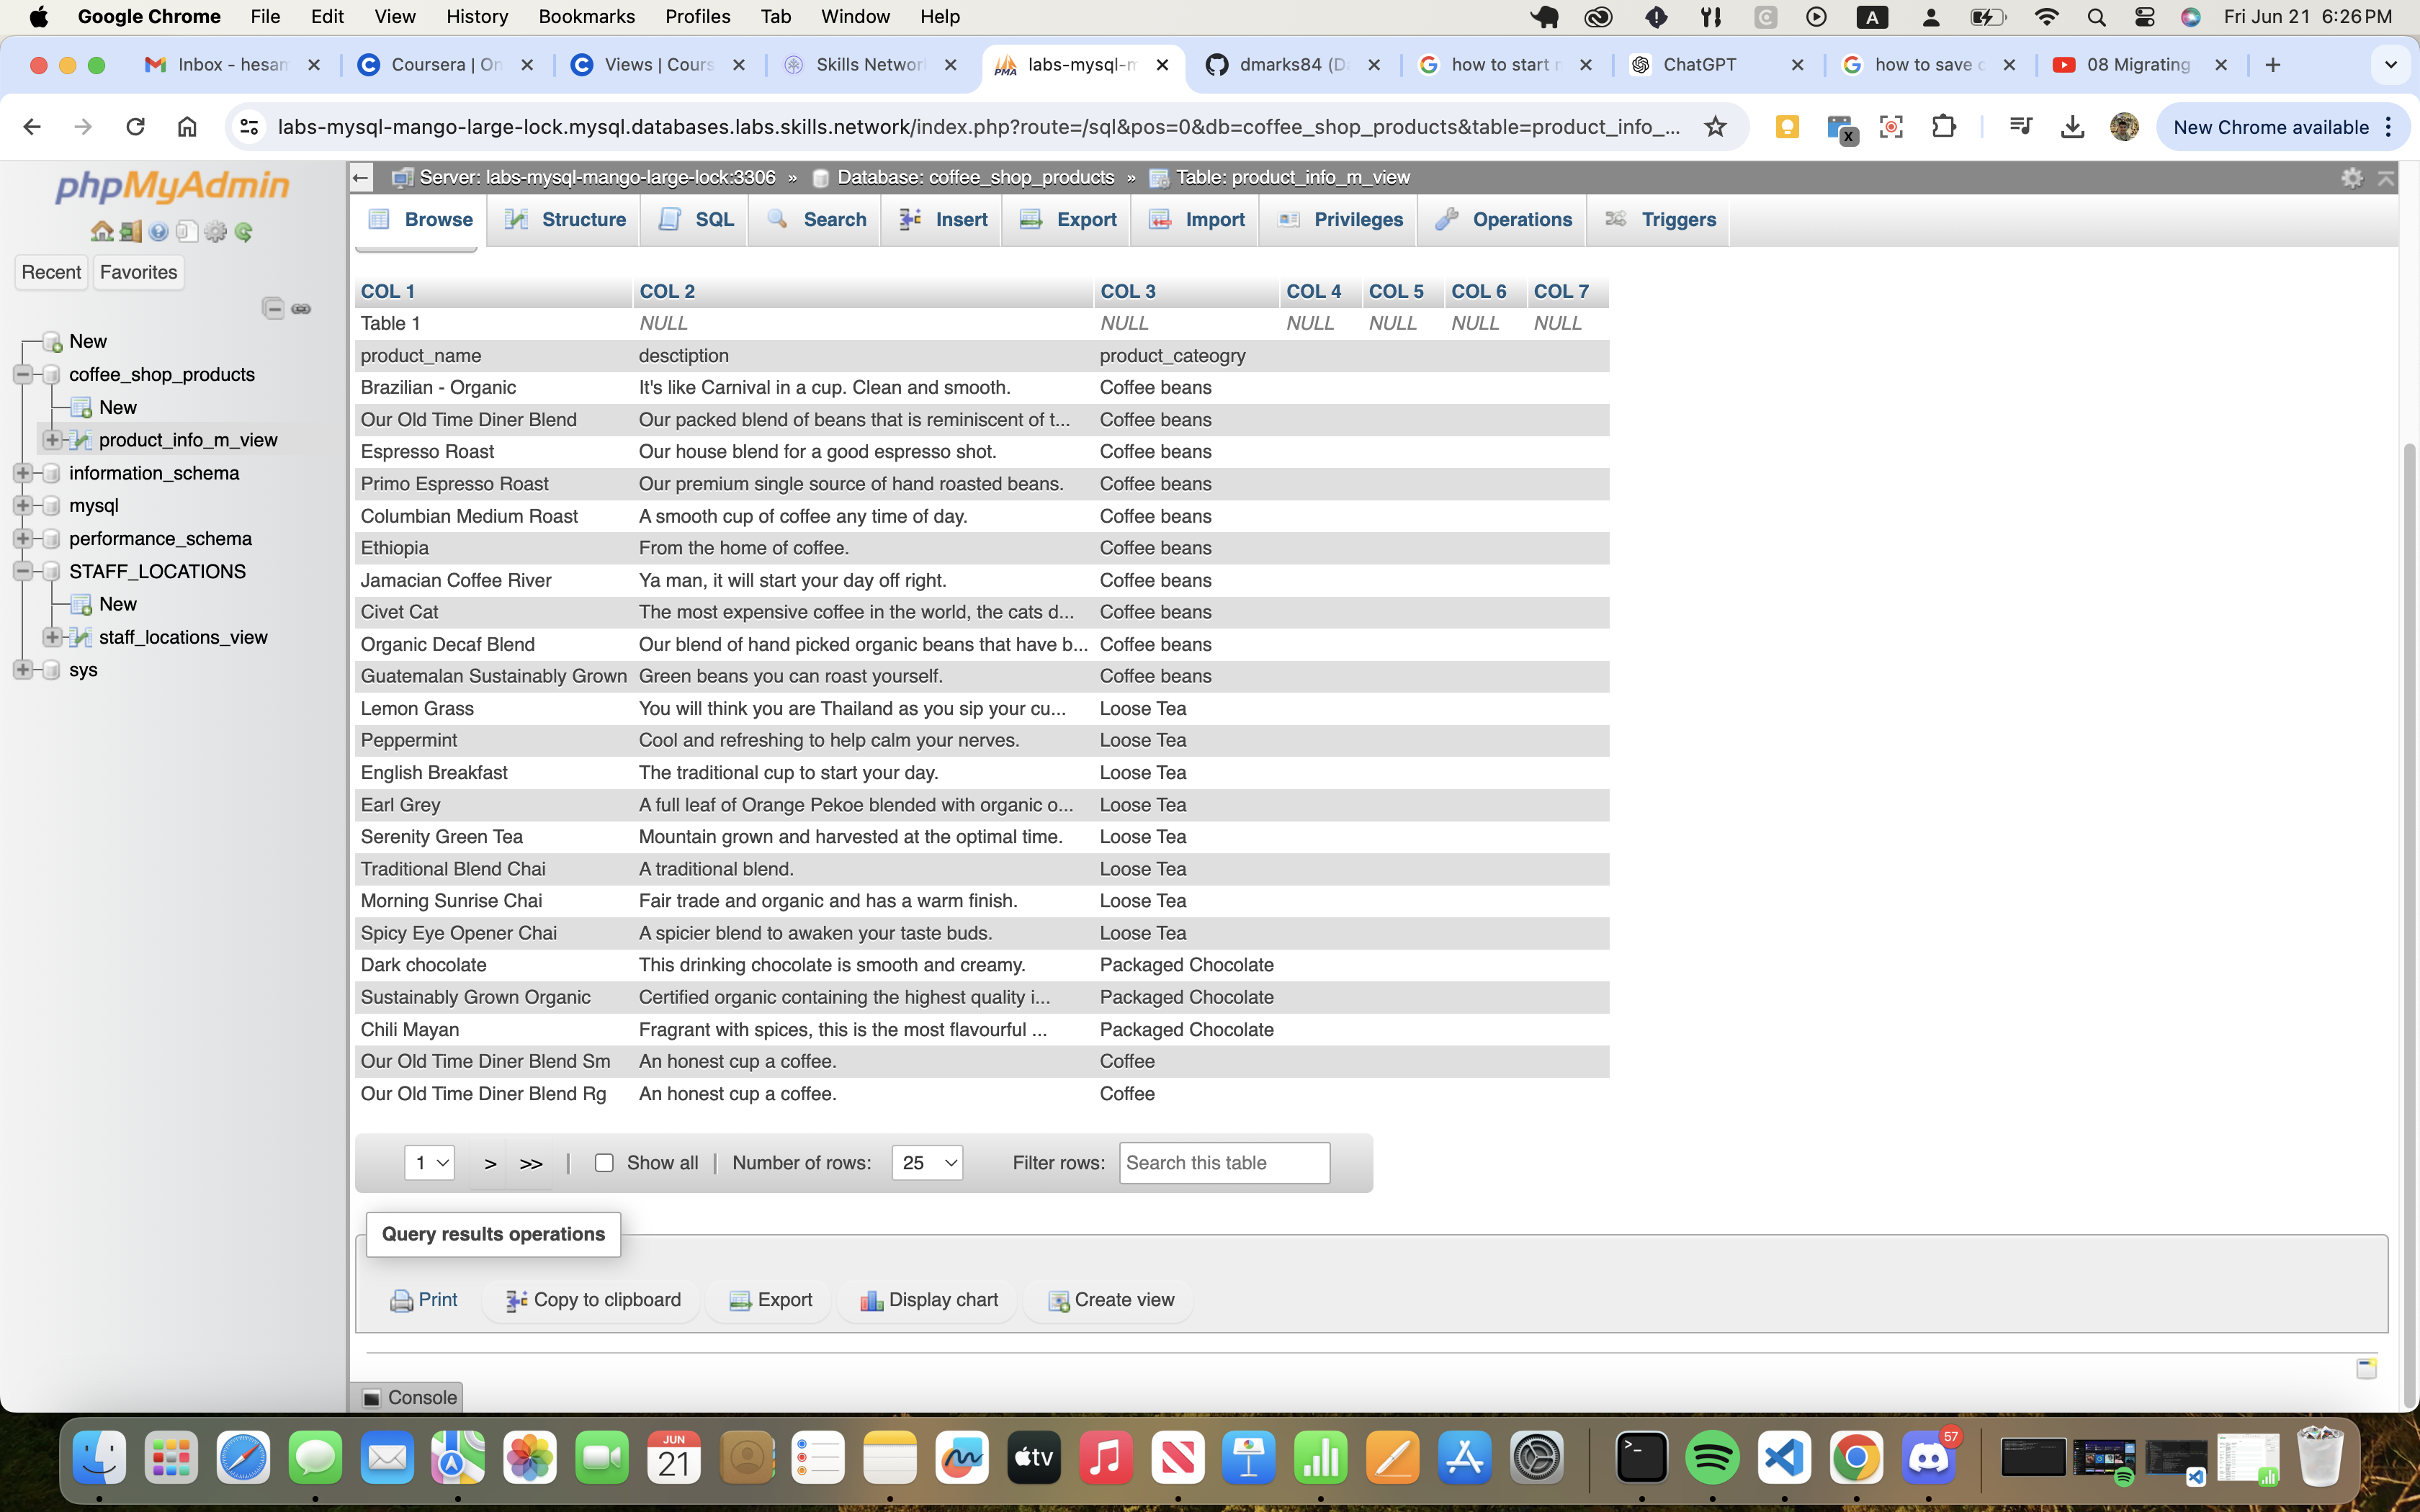 Google Chrome File Edit View History Bookmarks Profiles Tab Window Help A Fri Jun 21 6:26 PM
Inbox - hesam Coursera | On Views | Cours Skills Networ labs-mysql-m dmarks84 (D how to start ChatGPT how to save 08 Migrating
labs-mysql-mango-large-lock.mysql.databases.labs.skills.network/index.php?route=/sql&pos=0&db=coffee_shop_products&table=product_info_... New Chrome available
phpMyAdmin
Recent Favorites
New
coffee_shop_products
New
product_info_m_view
information_schema
mysql
performance_schema
STAFF_LOCATIONS
New
staff_locations_view
sys
Server: labs-mysql-mango-large-lock:3306 » Database: coffee_shop_products » Table: product_info_m_view
Browse Structure SQL Search Insert Export Import Privileges Operations Triggers
COL 1 COL 2 COL 3 COL 4 COL 5 COL 6 COL 7
Table 1 NULL NULL NULL NULL NULL NULL
product_name desctiption product_cateogry
Brazilian - Organic It's like Carnival in a cup. Clean and smooth. Coffee beans
Our Old Time Diner Blend Our packed blend of beans that is reminiscent of t... Coffee beans
Espresso Roast Our house blend for a good espresso shot. Coffee beans
Primo Espresso Roast Our premium single source of hand roasted beans. Coffee beans
Columbian Medium Roast A smooth cup of coffee any time of day. Coffee beans
Ethiopia From the home of coffee. Coffee beans
Jamacian Coffee River Ya man, it will start your day off right. Coffee beans
Civet Cat The most expensive coffee in the world, the cats d... Coffee beans
Organic Decaf Blend Our blend of hand picked organic beans that have b... Coffee beans
Guatemalan Sustainably Grown Green beans you can roast yourself. Coffee beans
Lemon Grass You will think you are Thailand as you sip your cu... Loose Tea
Peppermint Cool and refreshing to help calm your nerves. Loose Tea
English Breakfast The traditional cup to start your day. Loose Tea
Earl Grey A full leaf of Orange Pekoe blended with organic o... Loose Tea
Serenity Green Tea Mountain grown and harvested at the optimal time. Loose Tea
Traditional Blend Chai A traditional blend. Loose Tea
Morning Sunrise Chai Fair trade and organic and has a warm finish. Loose Tea
Spicy Eye Opener Chai A spicier blend to awaken your taste buds. Loose Tea
Dark chocolate This drinking chocolate is smooth and creamy. Packaged Chocolate
Sustainably Grown Organic Certified organic containing the highest quality i... Packaged Chocolate
Chili Mayan Fragrant with spices, this is the most flavourful ... Packaged Chocolate
Our Old Time Diner Blend Sm An honest cup a coffee. Coffee
Our Old Time Diner Blend Rg An honest cup a coffee. Coffee
1 > >> | Show all | Number of rows: 25 Filter rows: Search this table
Query results operations
Print Copy to clipboard Export Display chart Create view
Console
JUN
21
tv
57